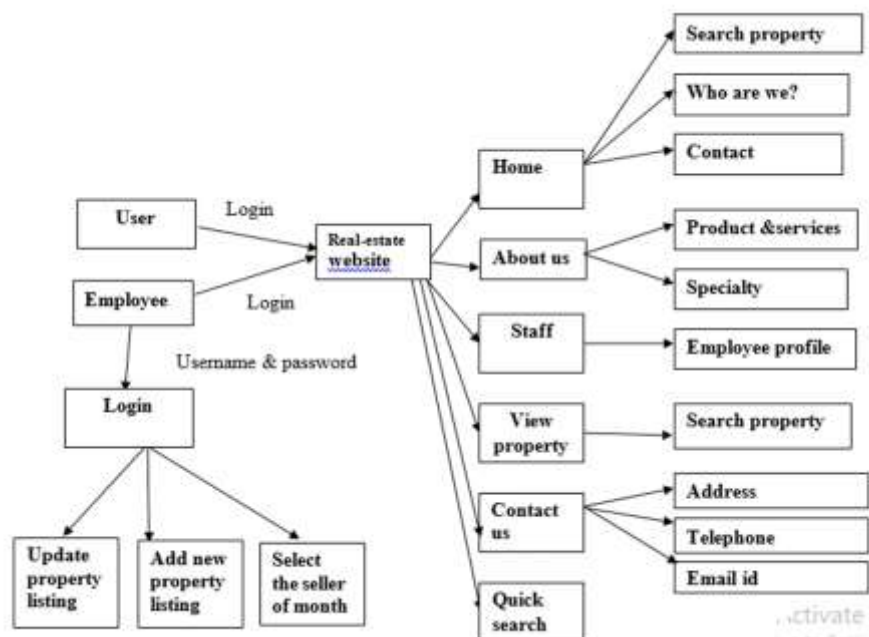 Search property
Who are we?
Contact
Home
User
Login
Real-estate
website
About us
Product &services
Specialty
Employee
Login
Staff
Employee profile
Username & password
Login
View
property
Search property
Contact
us
Address
Telephone
Email id
Update
property
listing
Add new
property
listing
Select
the seller
of month
Quick
search